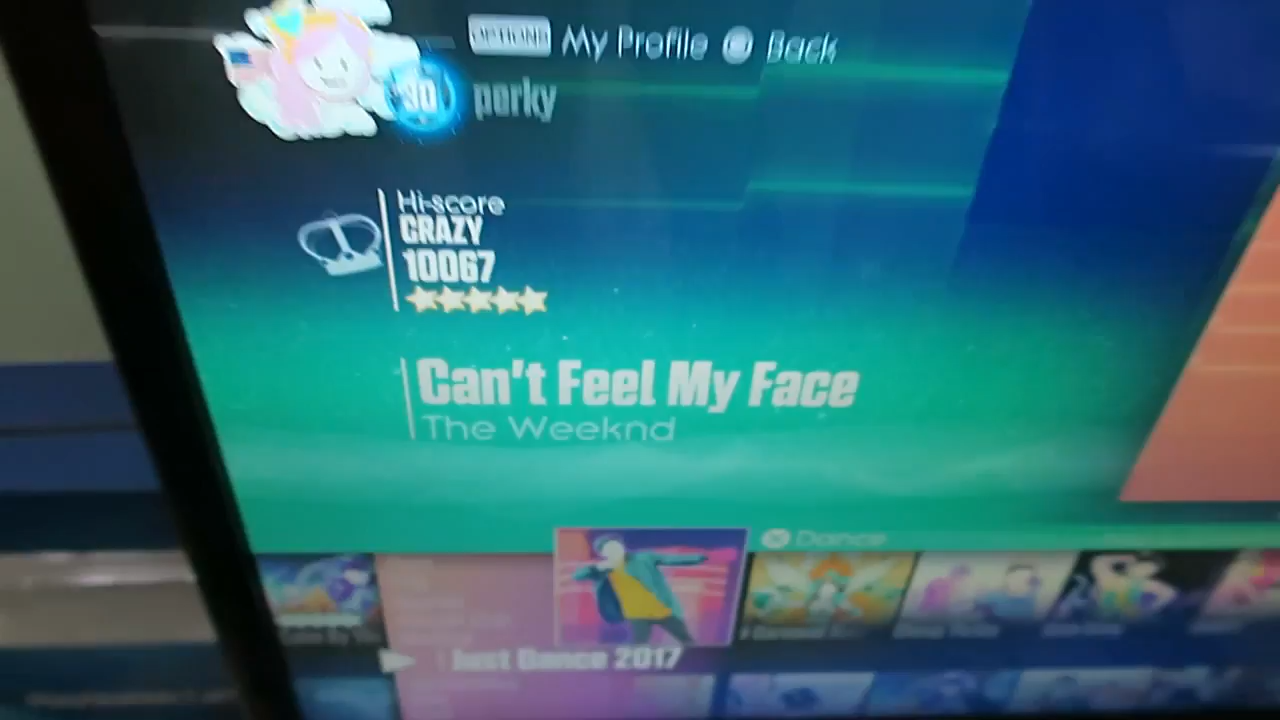 OPTIONS My Profile Back
30 perky
Hi-score
CRAZY
10067
Can't Feel My Face
The Weeknd
Dance
Just Dance 2017